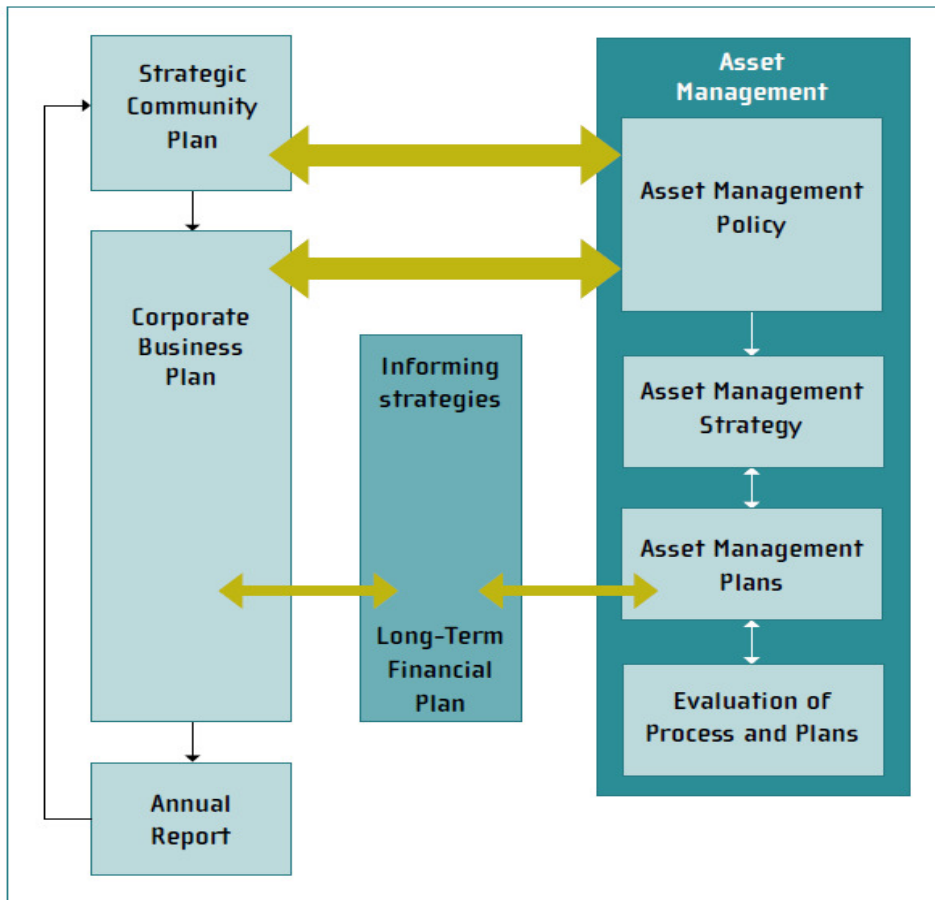 Strategic
Community
Plan
Corporate
Business
Plan
Annual
Report
Informing
strategies
Long-Term
Financial
Plan
Asset
Management
Asset Management
Policy
Asset Management
Strategy
Asset Management
Plans
Evaluation of
Process and Plans